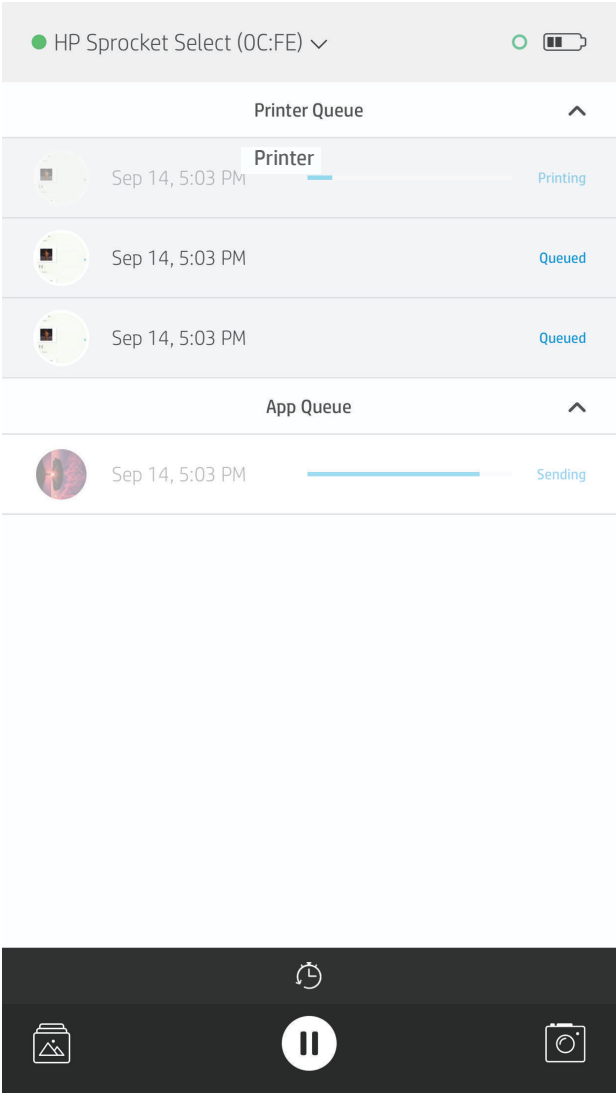 HP Sprocket Select (0C:FE)
Printer Queue
Printer
Sep 14, 5:03 PM Printing
Sep 14, 5:03 PM Queued
Sep 14, 5:03 PM Queued
App Queue
Sep 14, 5:03 PM Sending